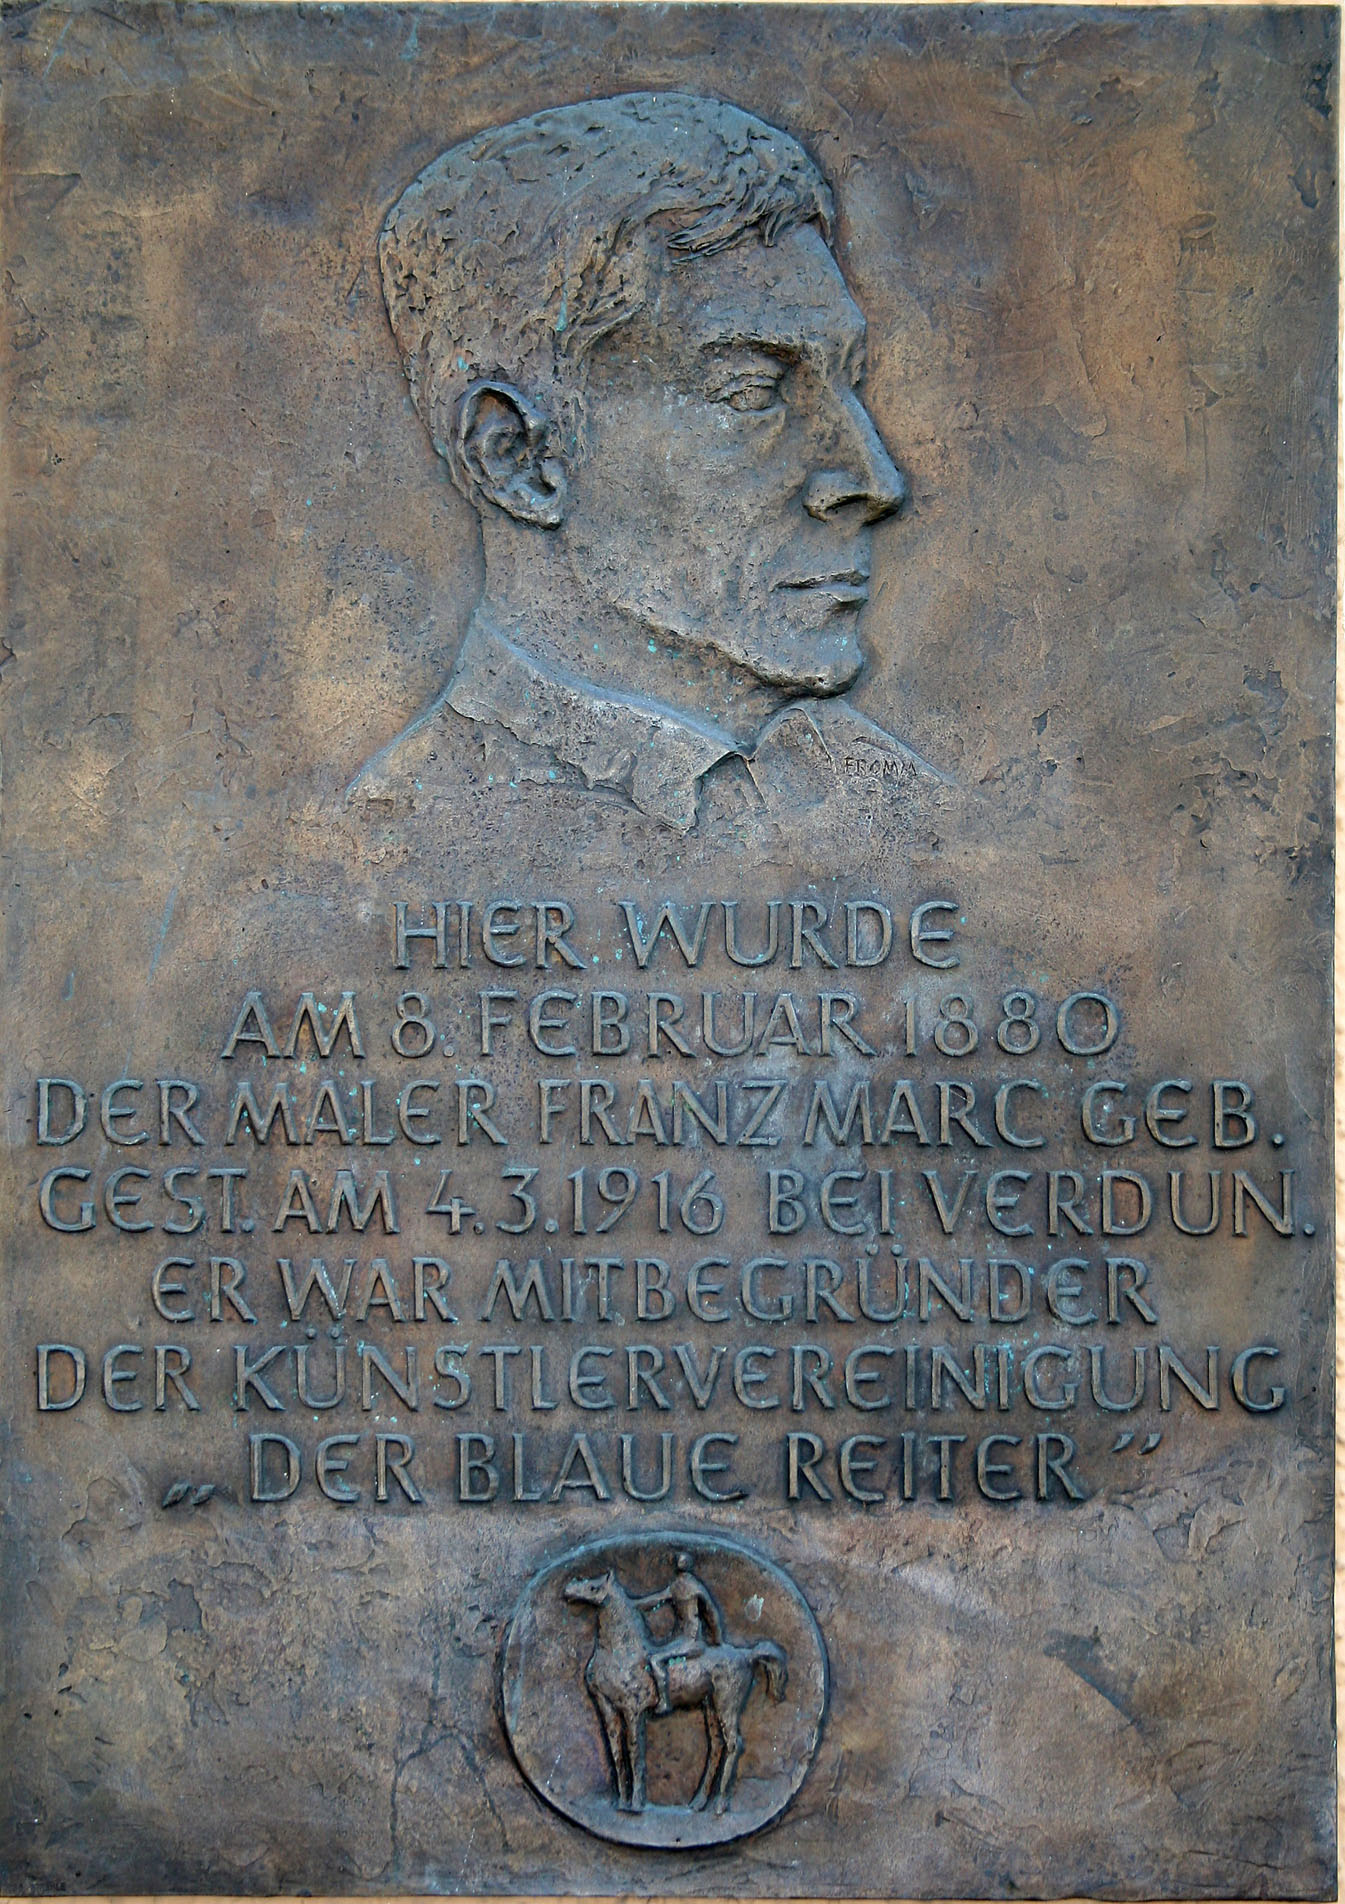 FROMM
HIER WURDE
AM 8. FEBRUAR 1880
DER MALER FRANZ MARC GEB.
GEST. AM 4.3.1916 BEI VERDUN.
ER WAR MITBEGRÜNDER
DER KÜNSTLERVEREINIGUNG
„DER BLAUE REITER”